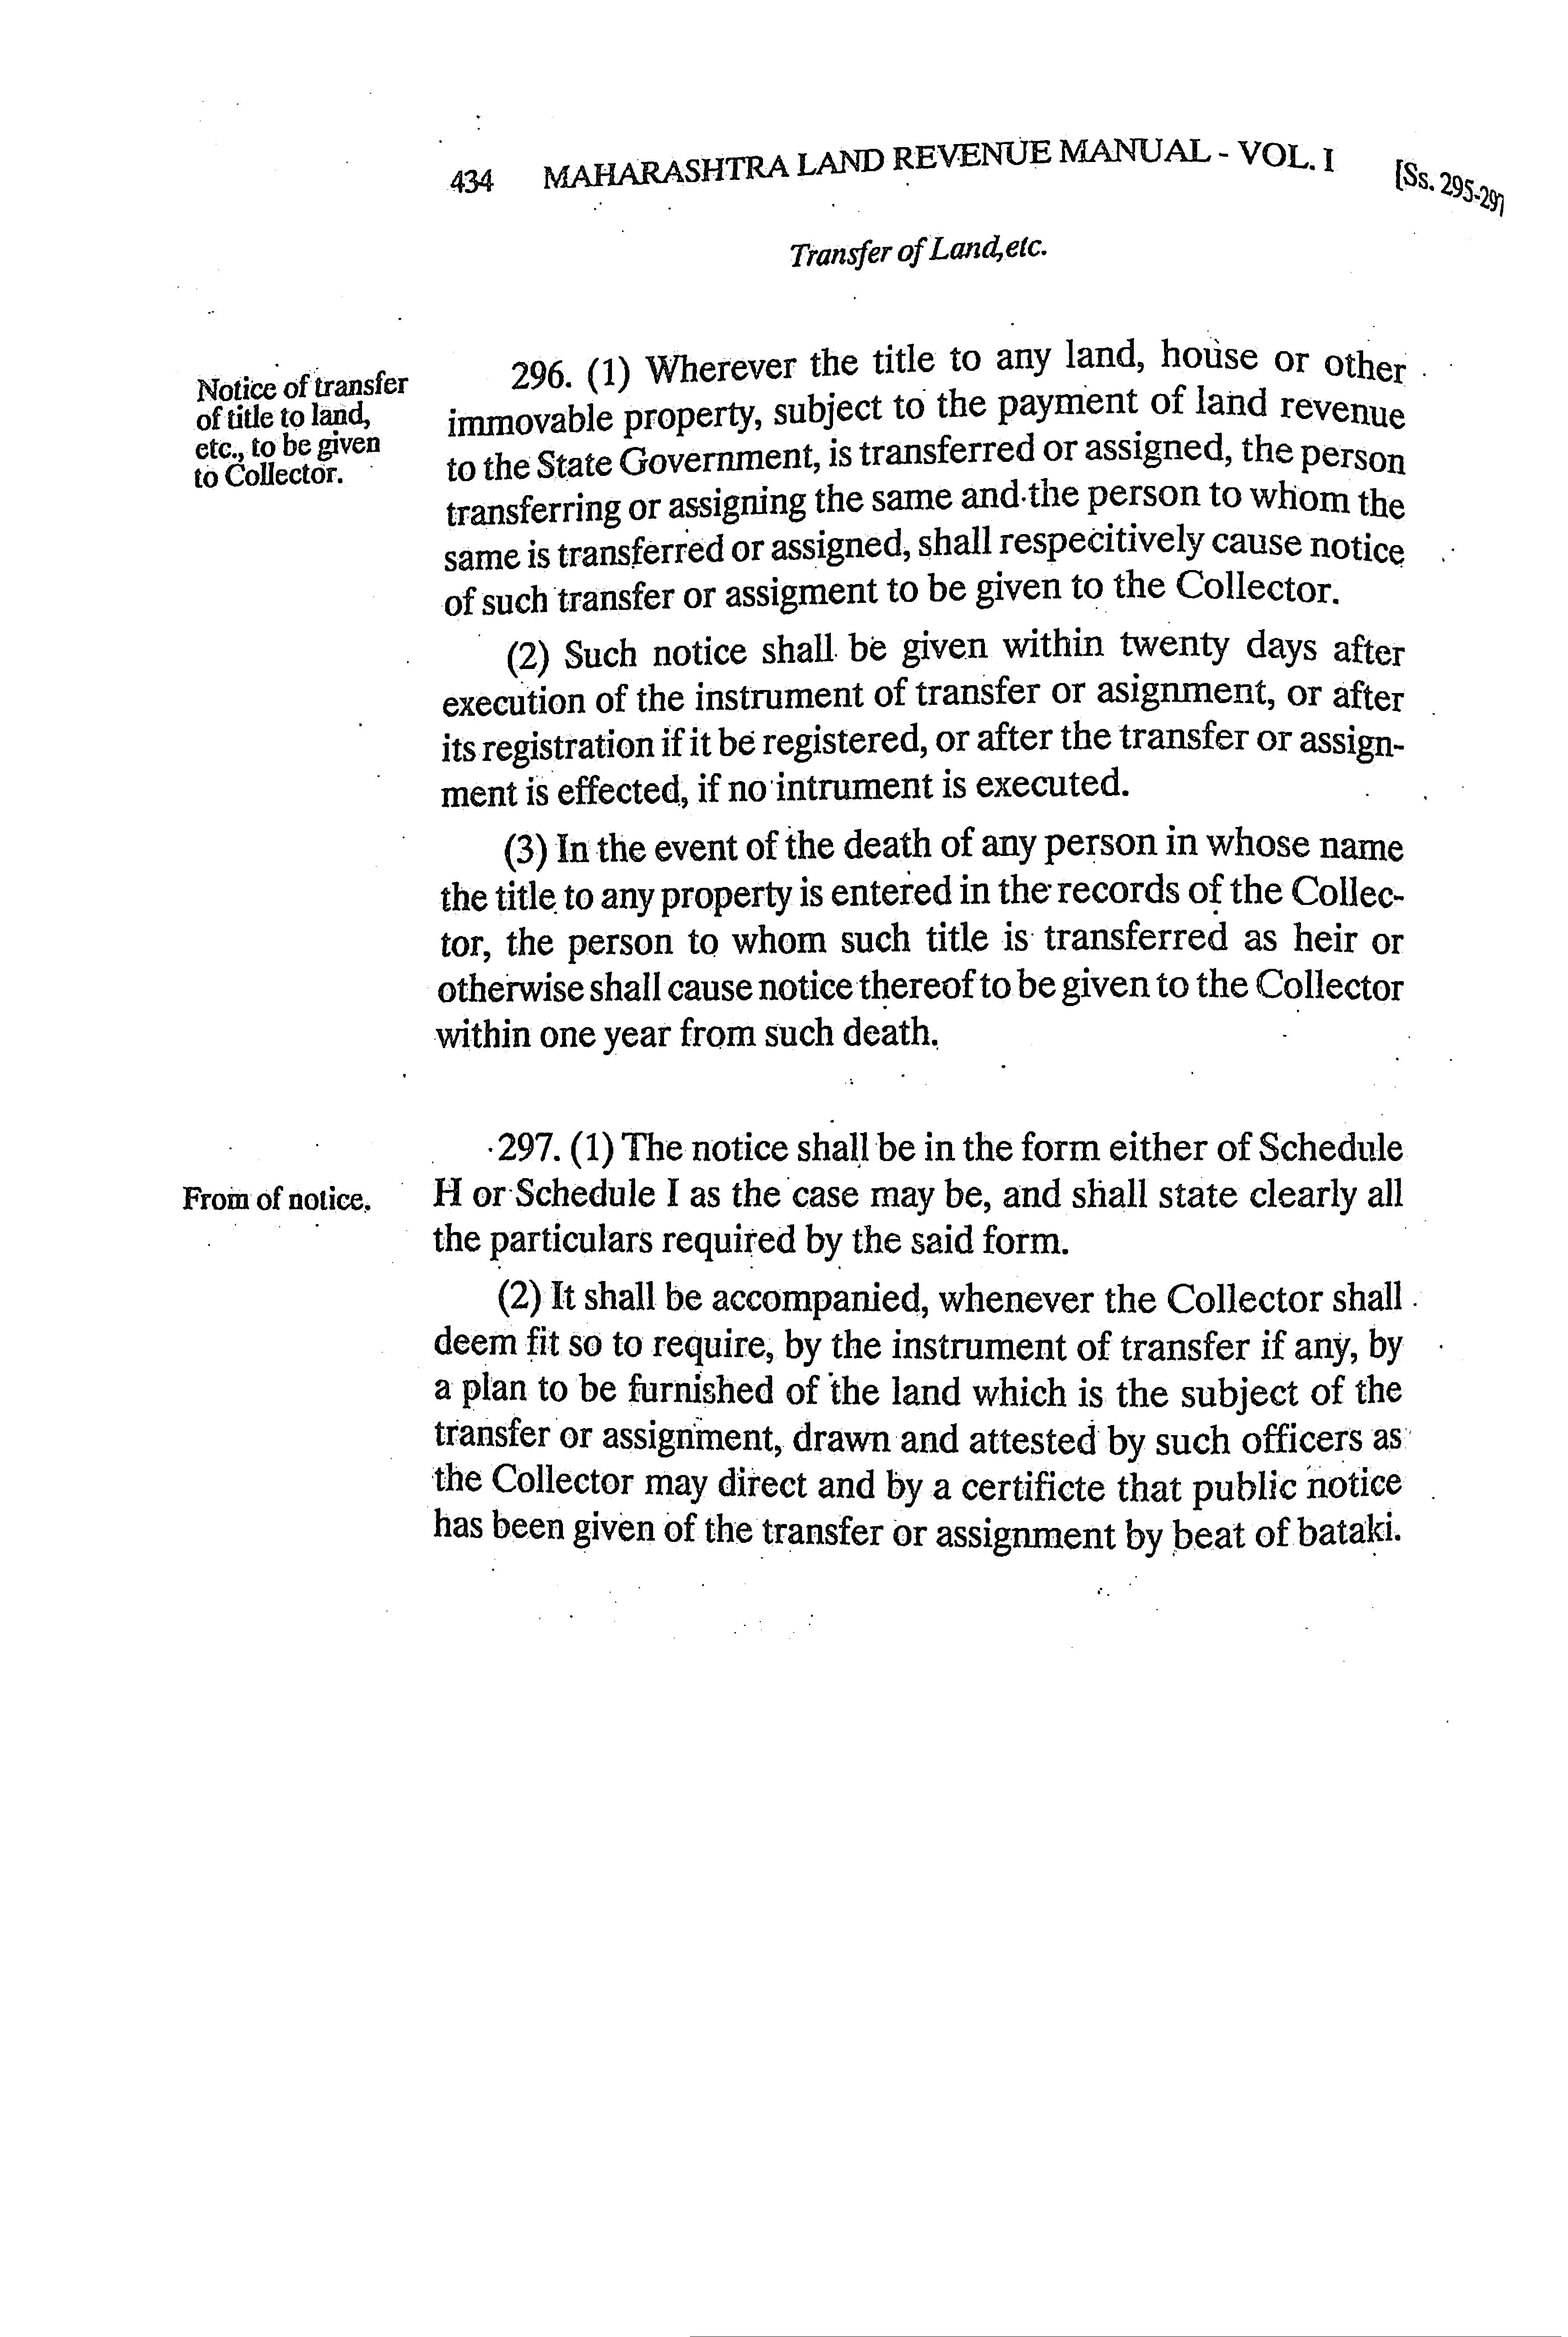 434 MAHARASHTRA LAND REVENUE MANUAL - VOL. I [Ss. 295-297
Transfer of Land, etc.
Notice of transfer
of title to land,
etc., to be given
to Collector.
296. (1) Wherever the title to any land, house or other
immovable property, subject to the payment of land revenue
to the State Government, is transferred or assigned, the person
transferring or assigning the same and the person to whom the
same is transferred or assigned, shall respecitively cause notice
of such transfer or assigment to be given to the Collector.
(2) Such notice shall be given within twenty days after
execution of the instrument of transfer or asignment, or after
its registration if it be registered, or after the transfer or assign-
ment is effected, if no intrument is executed.
(3) In the event of the death of any person in whose name
the title to any property is entered in the records of the Collec-
tor, the person to whom such title is transferred as heir or
otherwise shall cause notice thereof to be given to the Collector
within one year from such death.
From of notice.
297. (1) The notice shall be in the form either of Schedule
H or Schedule I as the case may be, and shall state clearly all
the particulars required by the said form.
(2) It shall be accompanied, whenever the Collector shall
deem fit so to require, by the instrument of transfer if any, by
a plan to be furnished of the land which is the subject of the
transfer or assignment, drawn and attested by such officers as
the Collector may direct and by a certificte that public notice
has been given of the transfer or assignment by beat of bataki.